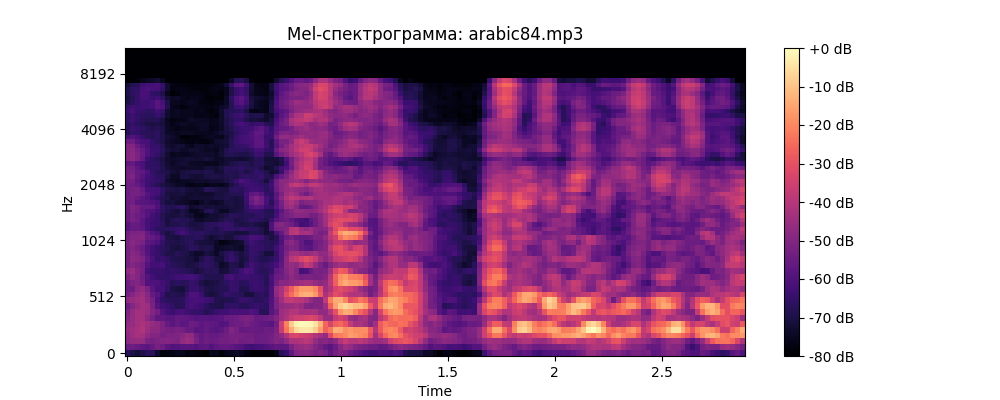 Mel-спектрограмма: arabic84.mp3
8192
4096
2048
1024
512
0
Hz
0
0.5
1
1.5
2
2.5
Time
+0 dB
-10 dB
-20 dB
-30 dB
-40 dB
-50 dB
-60 dB
-70 dB
-80 dB